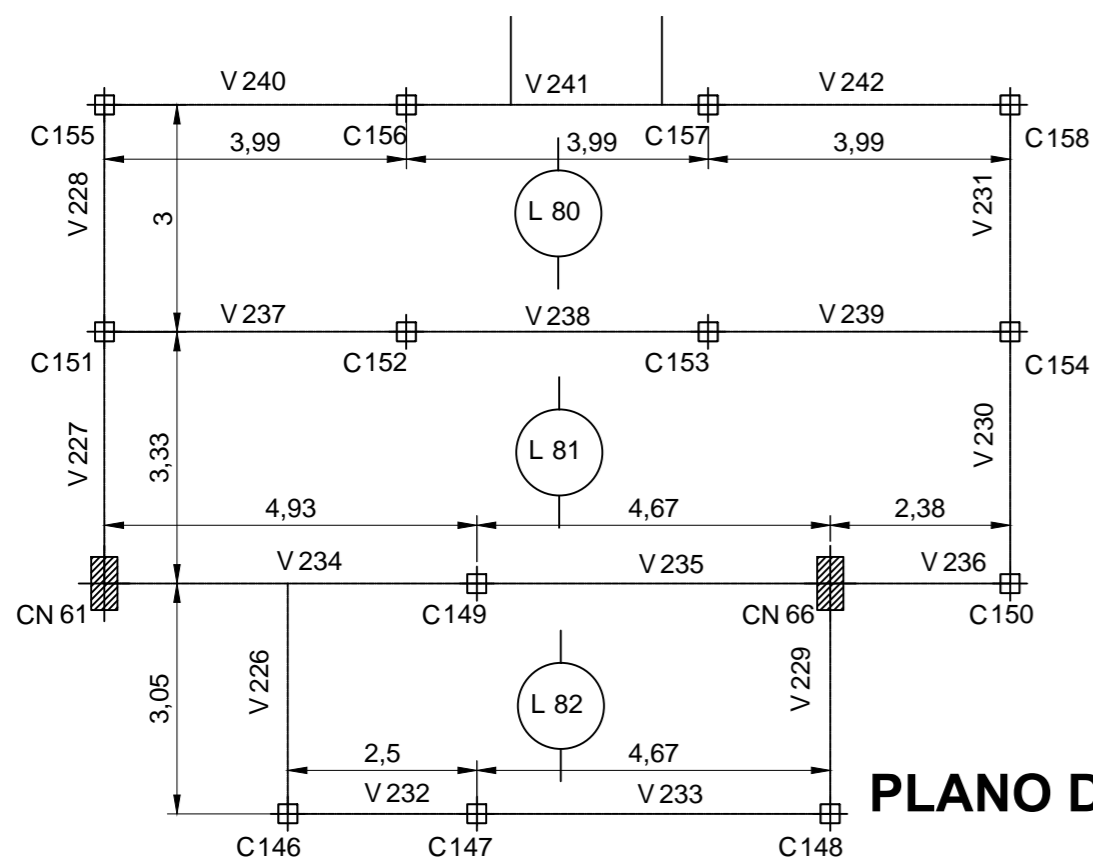 V 240
V 241
V 242
C155
C156
C157
C158
3,99
3,99
3,99
V 228
3
L 80
V 231
V 237
V 238
V 239
C151
C152
C153
C154
V 227
3,33
L 81
V 230
4,93
4,67
2,38
V 234
V 235
V 236
CN 61
C149
CN 66
C150
V 226
3,05
L 82
V 229
2,5
4,67
V 232
V 233
PLANO D
C146
C147
C148